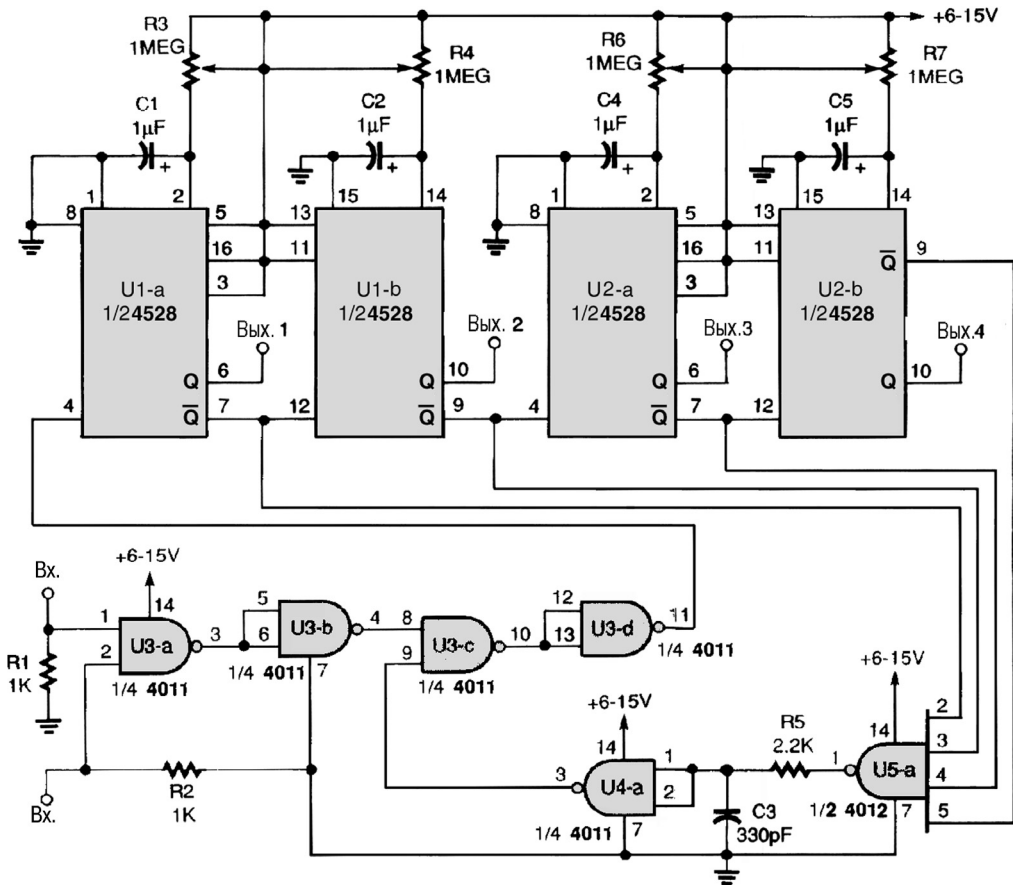 +6-15V
R3
1MEG
R4
1MEG
R6
1MEG
R7
1MEG
C1
1µF
+
C2
1µF
+
C4
1µF
+
C5
1µF
+
1
2
15
14
1
2
15
14
8
5
13
8
5
13
9
16
11
16
11
Q
3
3
U1-a
1/24528
U1-b
1/24528
U2-a
1/24528
U2-b
1/24528
Вых. 1
Вых. 2
Вых.3
Вых.4
Q
6
Q
10
Q
6
Q
10
4
Q
7
12
Q
9
4
Q
7
12
Вх.
+6-15V
14
1
2
U3-a
3
1/4 4011
R1
1K
5
6
U3-b
4
7
1/4 4011
8
9
U3-c
10
1/4 4011
12
13
U3-d
11
1/4 4011
Вх.
R2
1K
+6-15V
14
3
U4-a
1
2
7
1/4 4011
C3
330pF
R5
2.2K
+6-15V
14
1
U5-a
2
3
4
5
7
1/2 4012